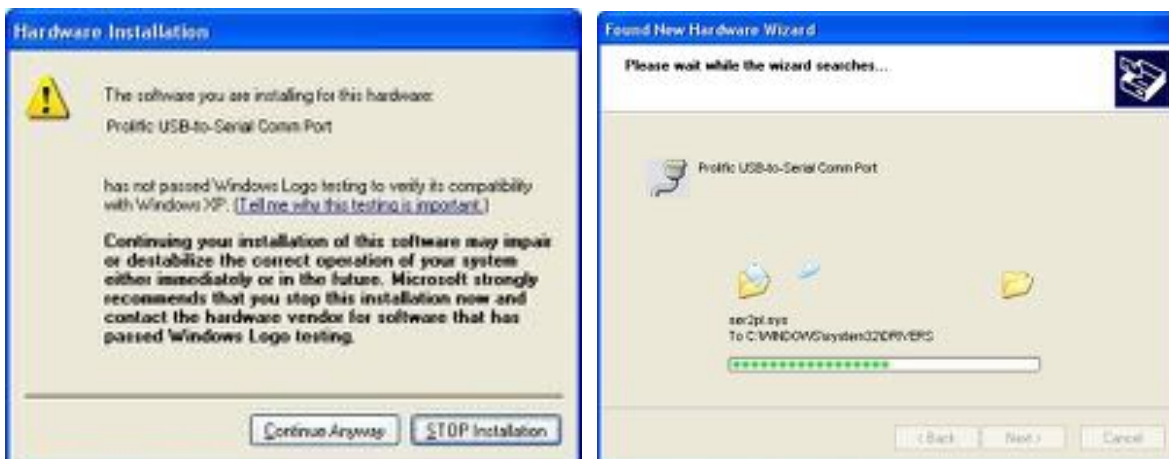 Hardware Installation
The software you are installing for this hardware:
Prolific USB-to-Serial Comm Port
has not passed Windows Logo testing to verify its compatibility
with Windows XP. (Tell me why this testing is important.)
Continuing your installation of this software may impair
or destabilize the correct operation of your system
either immediately or in the future. Microsoft strongly
recommends that you stop this installation now and
contact the hardware vendor for software that has
passed Windows Logo testing.
Continue Anyway
STOP Installation
Found New Hardware Wizard
Please wait while the wizard searches...
Prolific USB-to-Serial Comm Port
ser2pl.sys
To C:\WINDOWS\system32\DRIVERS
< Back
Next >
Cancel